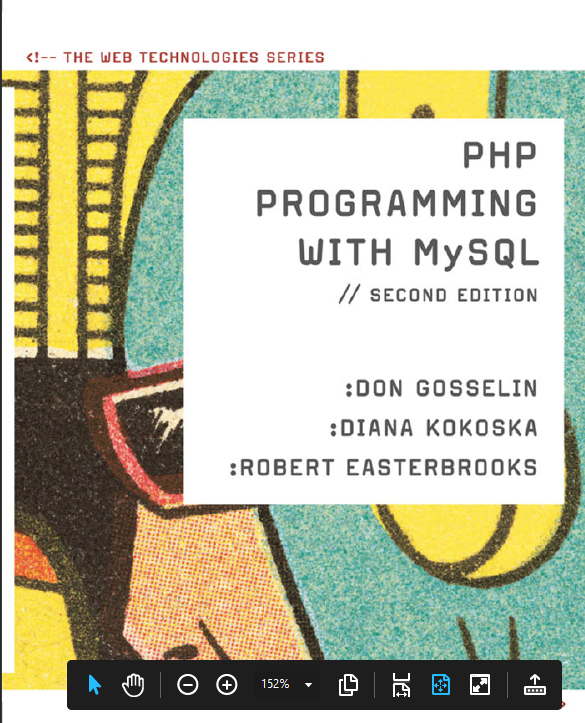 <!-- THE WEB TECHNOLOGIES SERIES
PHP
PROGRAMMING
WITH MySQL
// SECOND EDITION
:DON GOSSELIN
:DIANA KOKOSKA
:ROBERT EASTERBROOKS
152%